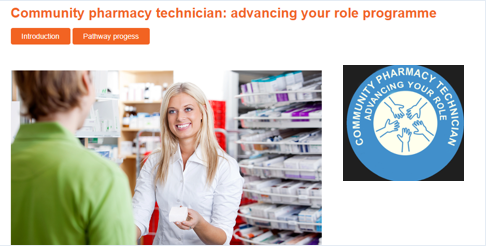 Community pharmacy technician: advancing your role programme
Introduction
Pathway progess
COMMUNITY PHARMACY TECHNICIAN
ADVANCING YOUR ROLE